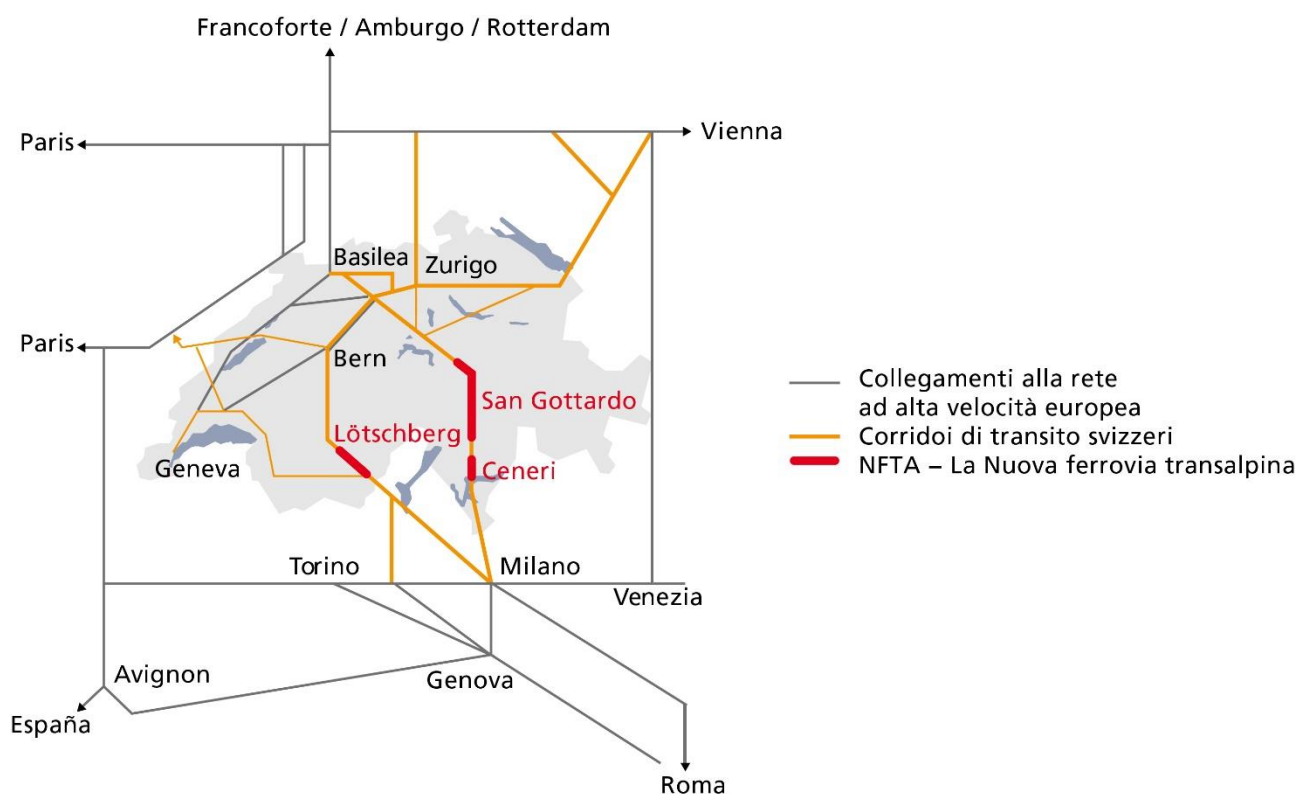 Francoforte / Amburgo / Rotterdam
Paris
Vienna
Basilea
Zurigo
Paris
Bern
San Gottardo
Lötschberg
Geneva
Ceneri
Torino
Milano
Venezia
Avignon
Genova
España
Roma
Collegamenti alla rete
ad alta velocità europea
Corridoi di transito svizzeri
NFTA – La Nuova ferrovia transalpina